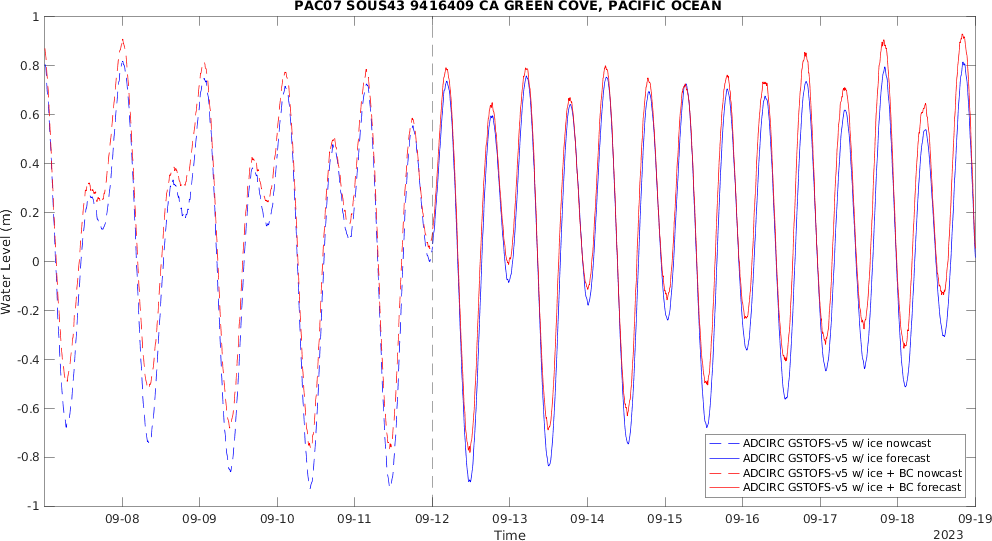 PAC07 SOUS43 9416409 CA GREEN COVE, PACIFIC OCEAN
1
0.8
0.6
0.4
0.2
0
-0.2
-0.4
-0.6
-0.8
-1
Water Level (m)
ADCIRC GSTOFS-v5 w/ ice nowcast
ADCIRC GSTOFS-v5 w/ ice forecast
ADCIRC GSTOFS-v5 w/ ice + BC nowcast
ADCIRC GSTOFS-v5 w/ ice + BC forecast
09-08 09-09 09-10 09-11 09-12 09-13 09-14 09-15 09-16 09-17 09-18 09-19
Time
2023